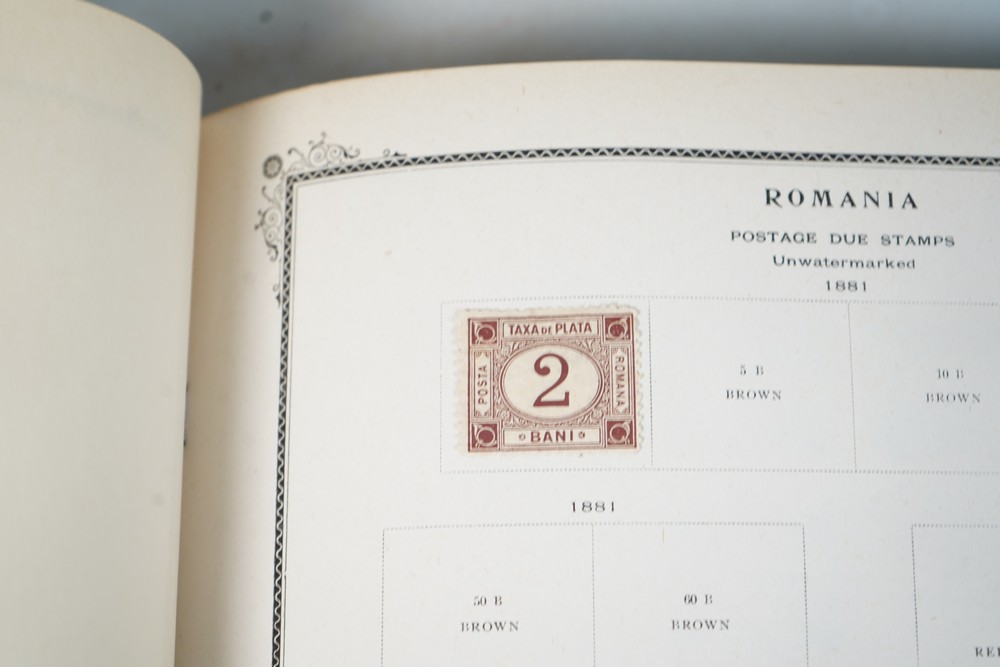 ROMANIA
POSTAGE DUE STAMPS
Unwatermarked
1881
TAXA DE PLATA
POSTA
2
ROMANA
BANI
5 B
BROWN
10 B
BROWN
1881
50 B
BROWN
60 B
BROWN